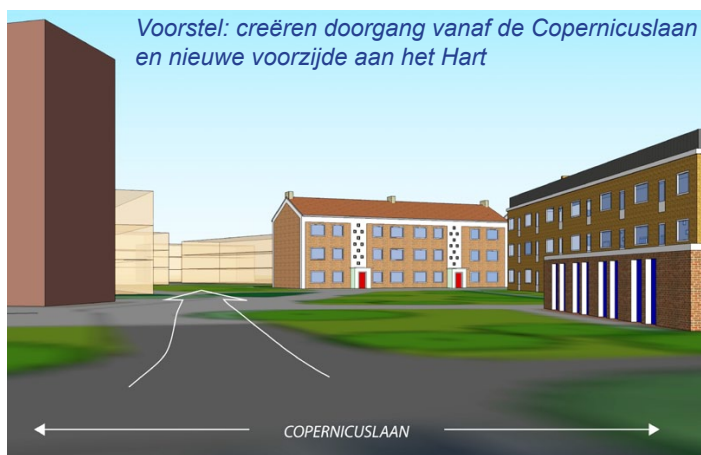 Voorstel: creëren doorgang vanaf de Copernicuslaan
en nieuwe voorzijde aan het Hart
COPERNICUSLAAN